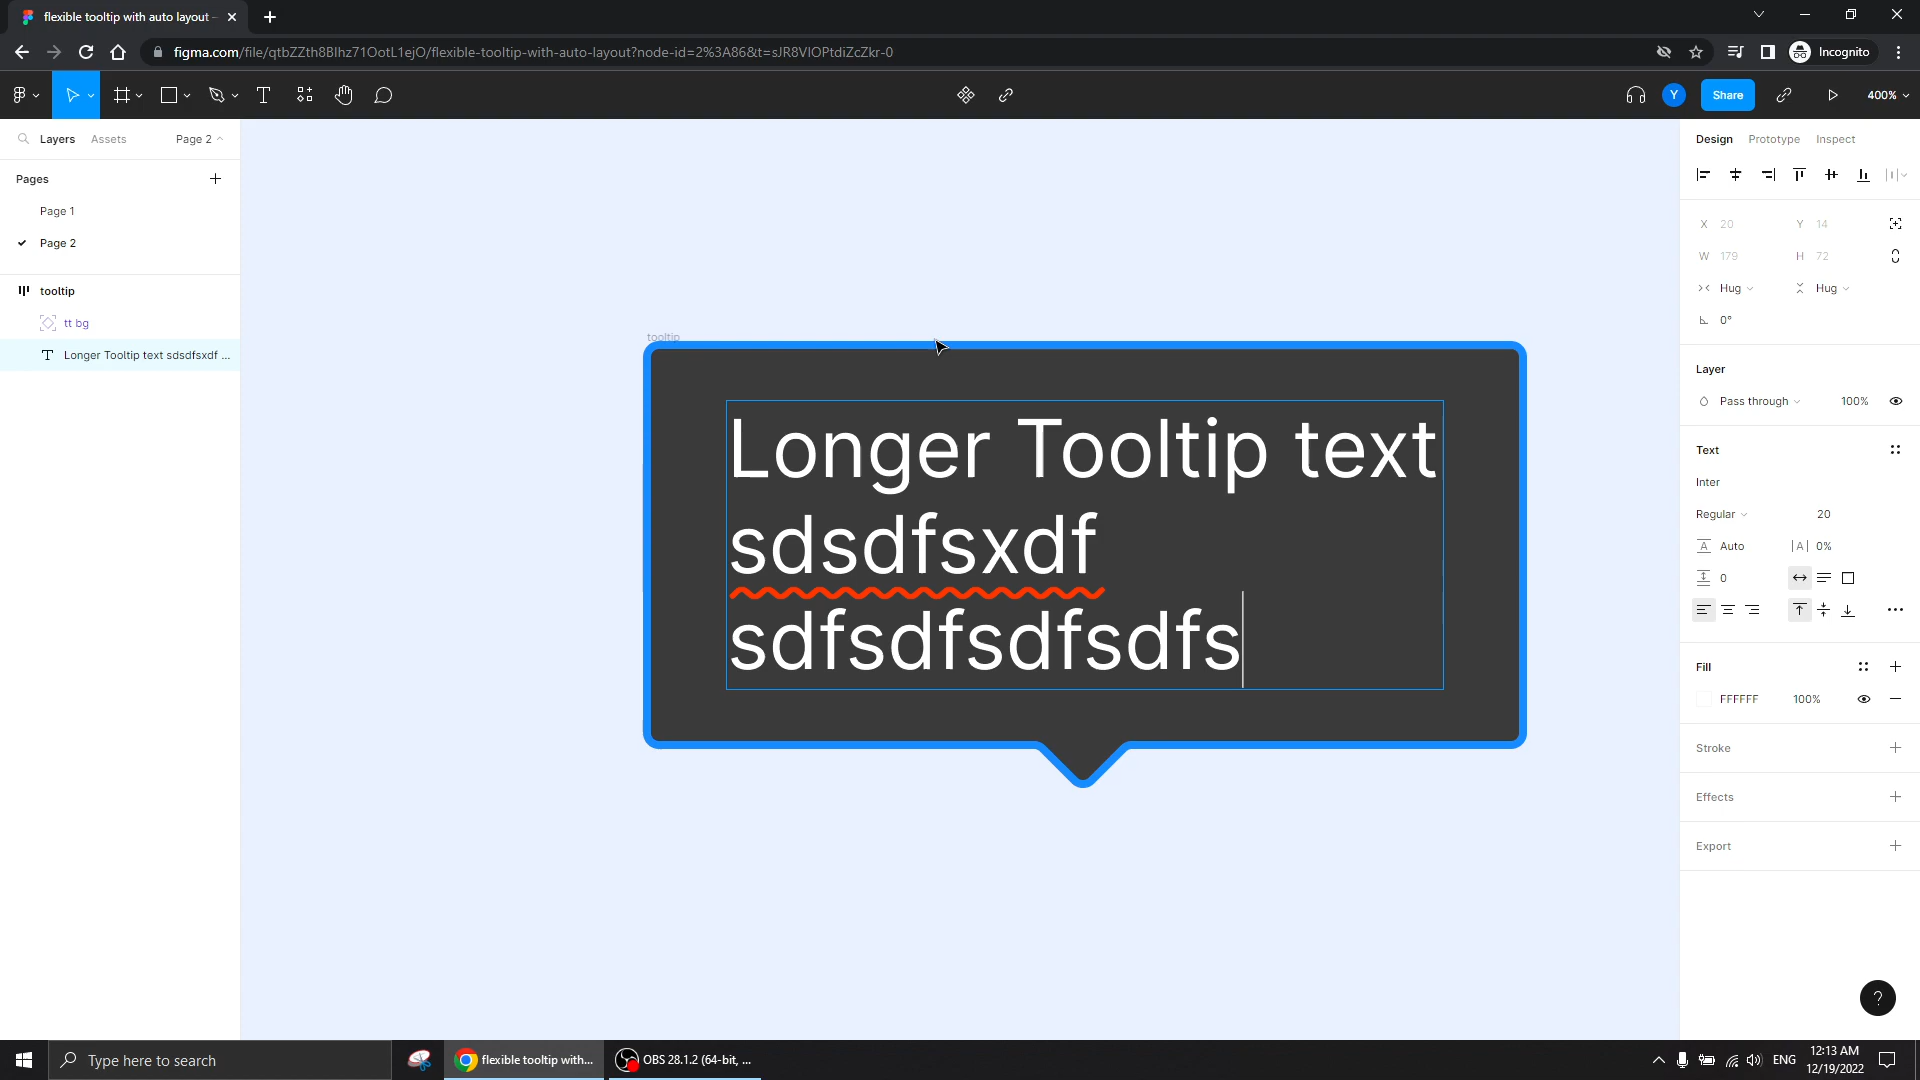 flexible tooltip with auto layout –
figma.com/file/qtbZZth8Blhz71OotL1ejO/flexible-tooltip-with-auto-layout?node-id=2%3A86&t=sJR8VlOPtdiZcZkr-0
Incognito
Y
Share
400%
Layers
Assets
Page 2
Pages
Page 1
Page 2
tooltip
tt bg
Longer Tooltip text sdsdfsxdf ...
tooltip
Longer Tooltip text
sdsdfsxdf
sdfsdfsdfsdfs
Design
Prototype
Inspect
X 20
Y 14
W 179
H 72
Hug
Hug
0°
Layer
Pass through
100%
Text
Inter
Regular
20
A Auto
|A| 0%
0
Fill
FFFFFF
100%
Stroke
Effects
Export
?
Type here to search
flexible tooltip with...
OBS 28.1.2 (64-bit, ...
ENG
12:13 AM
12/19/2022